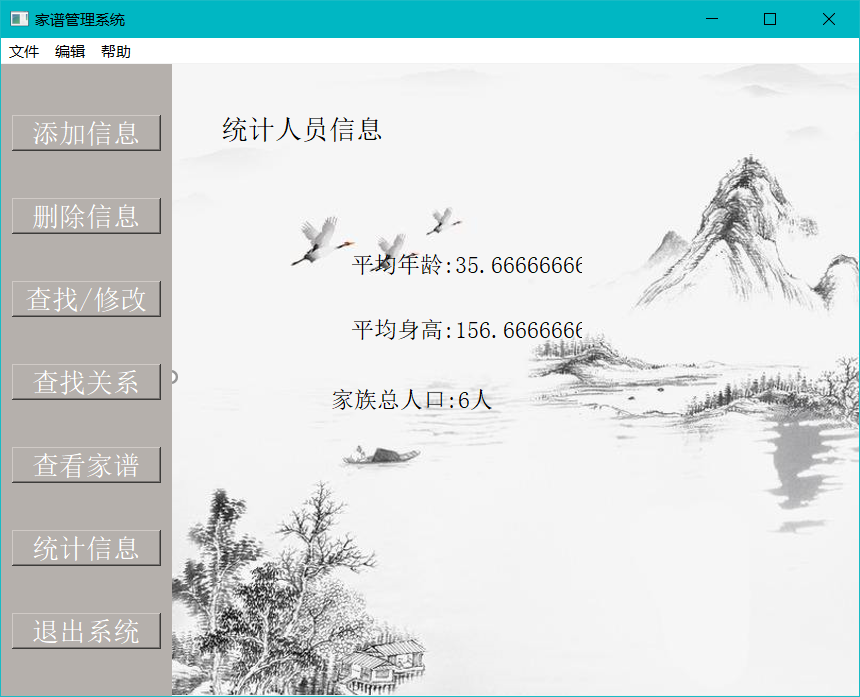 家谱管理系统
文件 编辑 帮助
添加信息
删除信息
查找/修改
查找关系
查看家谱
统计信息
退出系统
统计人员信息
平均年龄:35.66666666
平均身高:156.6666666
家族总人口:6人